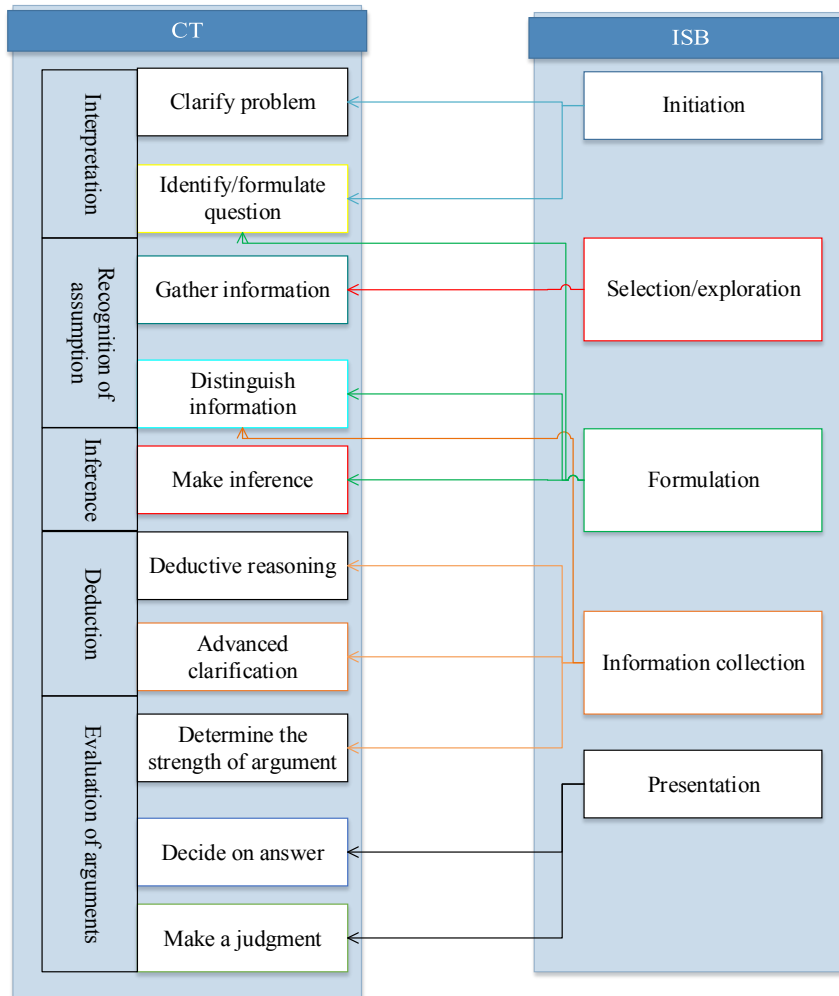 CT
Interpretation
Clarify problem
Identify/formulate
question
Recognition of
assumption
Gather information
Distinguish
information
Inference
Make inference
Deduction
Deductive reasoning
Advanced
clarification
Evaluation of arguments
Determine the
strength of argument
Decide on answer
Make a judgment
ISB
Initiation
Selection/exploration
Formulation
Information collection
Presentation